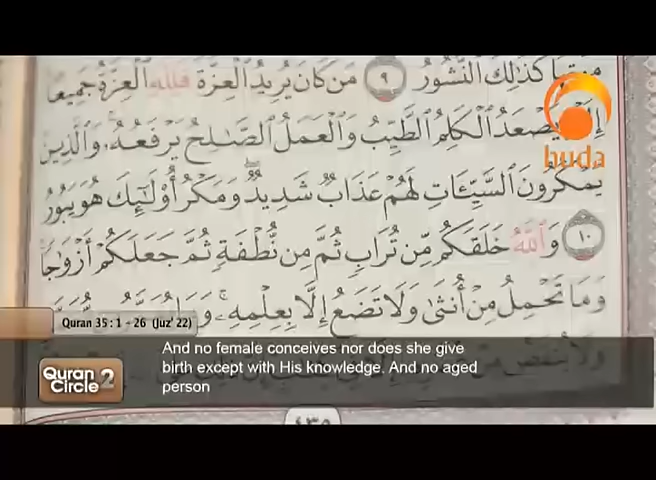 كَذَٰلِكَ ٱلنُّشُورُ ٩ مَن كَانَ يُرِيدُ ٱلْعِزَّةَ فَلِلَّهِ ٱلْعِزَّةُ جَمِيعًا
يَصْعَدُ ٱلْكَلِمُ ٱلطَّيِّبُ وَٱلْعَمَلُ ٱلصَّٰلِحُ يَرْفَعُهُۥ وَٱلَّذِينَ
huda
يَمْكُرُونَ ٱلسَّيِّـَٔاتِ لَهُمْ عَذَابٌ شَدِيدٌ وَمَكْرُ أُو۟لَٰٓئِكَ هُوَ يَبُورُ
١٠ وَٱللَّهُ خَلَقَكُم مِّن تُرَابٍ ثُمَّ مِن نُّطْفَةٍ ثُمَّ جَعَلَكُمْ أَزْوَٰجًا
وَمَا تَحْمِلُ مِنْ أُنثَىٰ وَلَا تَضَعُ إِلَّا بِعِلْمِهِۦ
Quran 35:1 - 26 (Juz' 22)
Quran Circle 2
And no female conceives nor does she give
birth except with His knowledge. And no aged
person